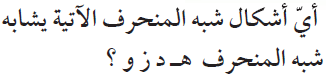 أيّ أشكال شبه المنحرف الآتية يشابه
شبه المنحرف هـ د ز و ؟